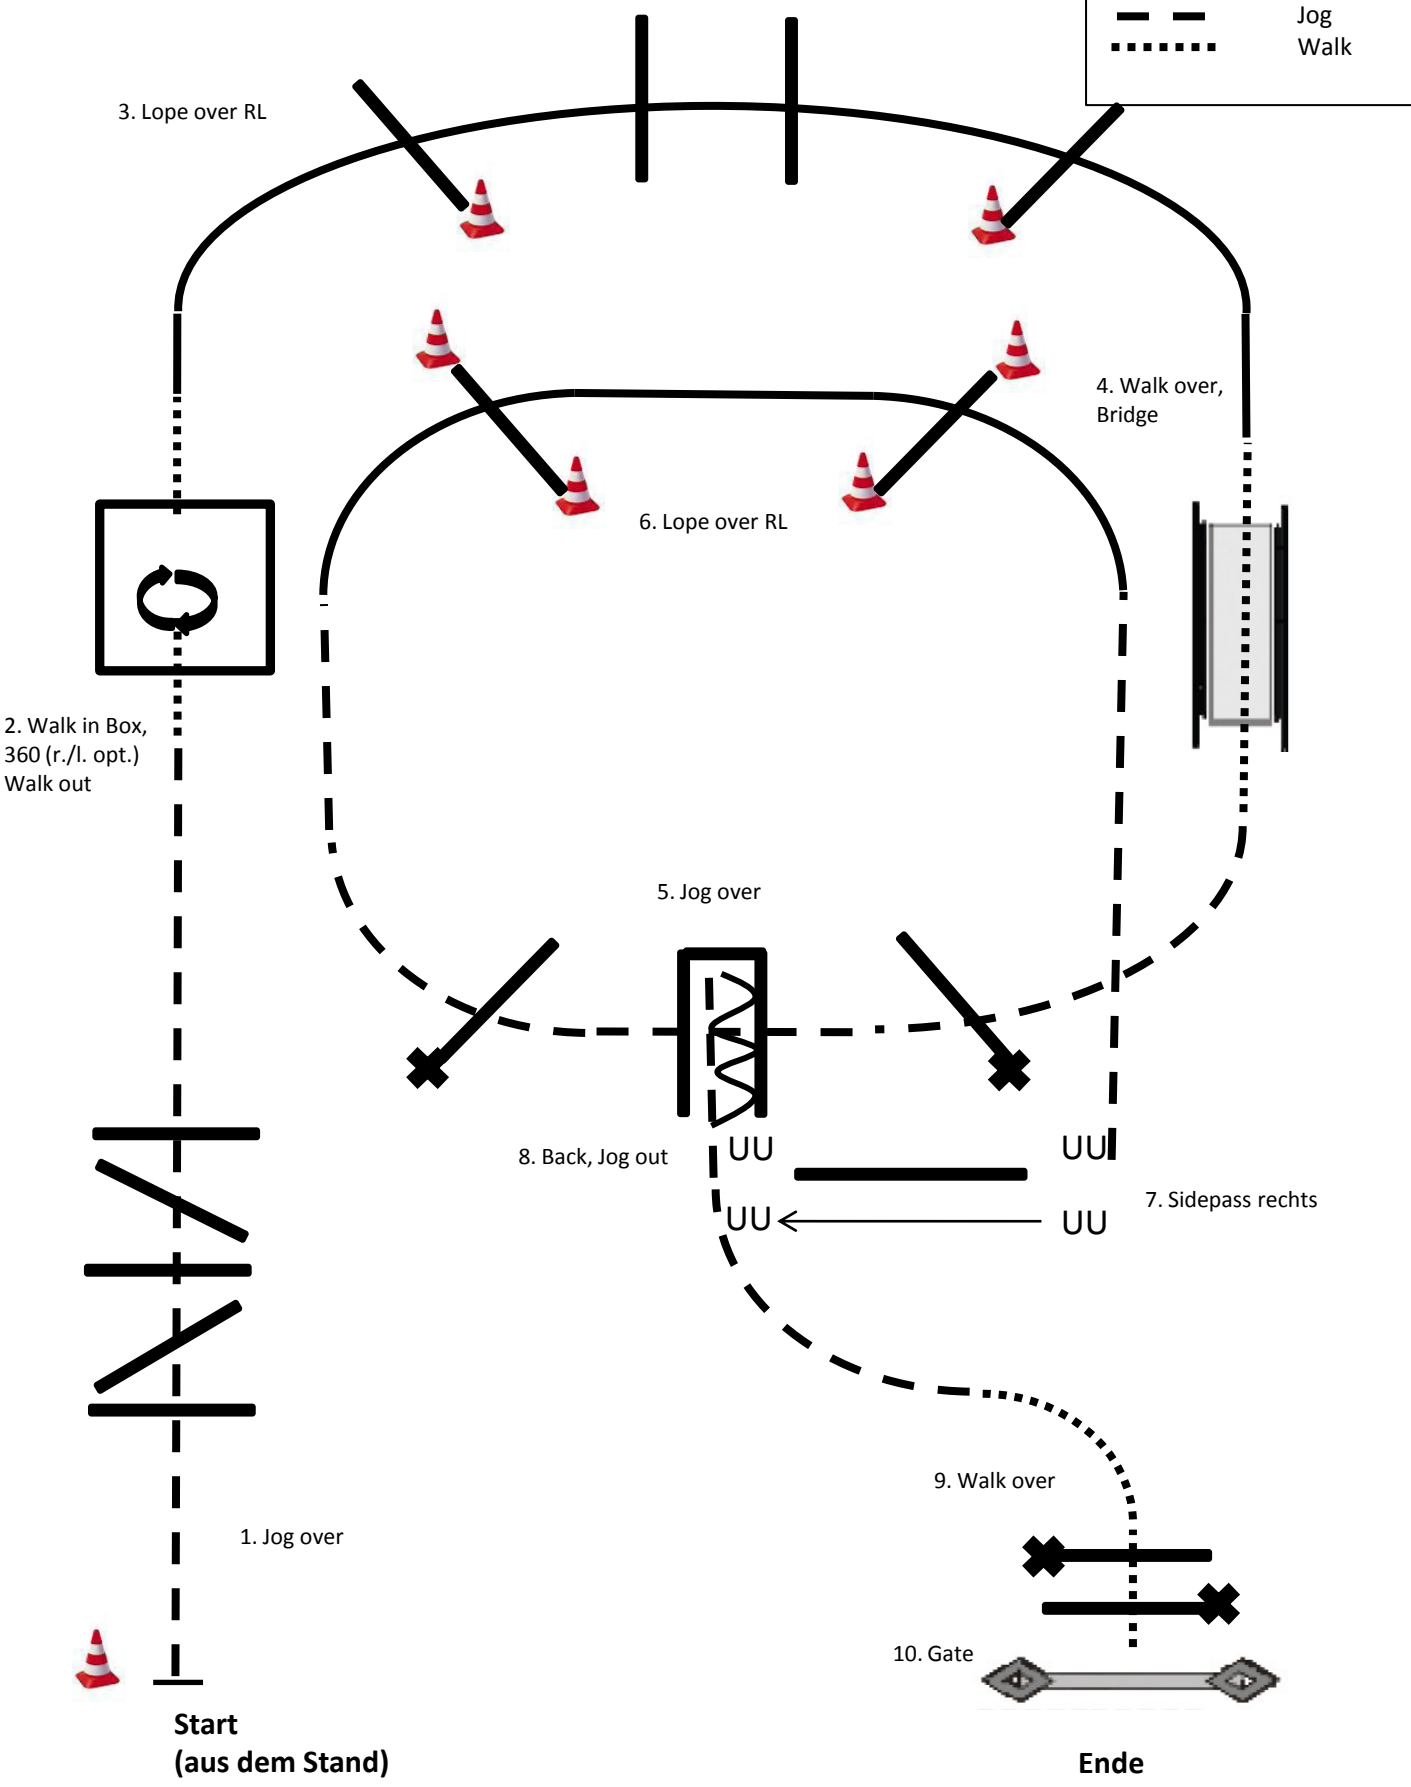 Jog
Walk
3. Lope over RL
4. Walk over,
Bridge
6. Lope over RL
2. Walk in Box,
360 (r./l. opt.)
Walk out
5. Jog over
8. Back, Jog out
UU
UU
7. Sidepass rechts
UU
UU
9. Walk over
1. Jog over
10. Gate
Start
(aus dem Stand)
Ende